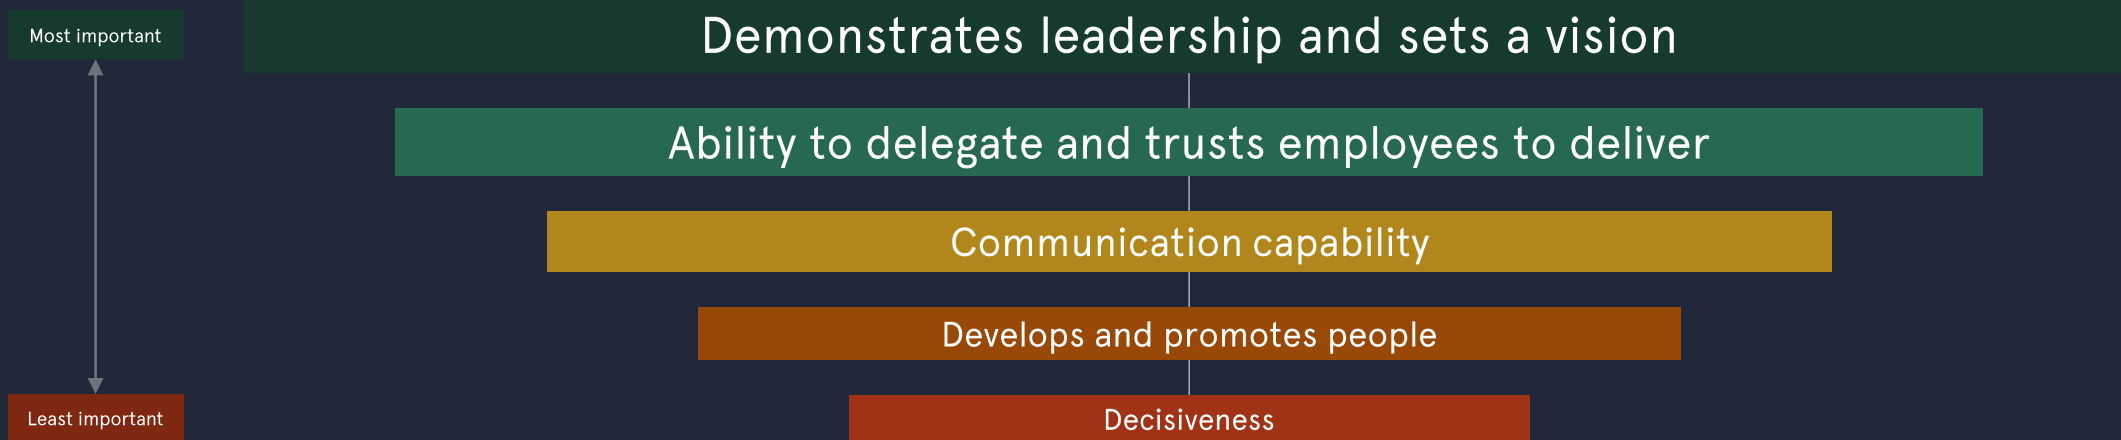 Most important
Demonstrates leadership and sets a vision
Ability to delegate and trusts employees to deliver
Communication capability
Develops and promotes people
Least important
Decisiveness